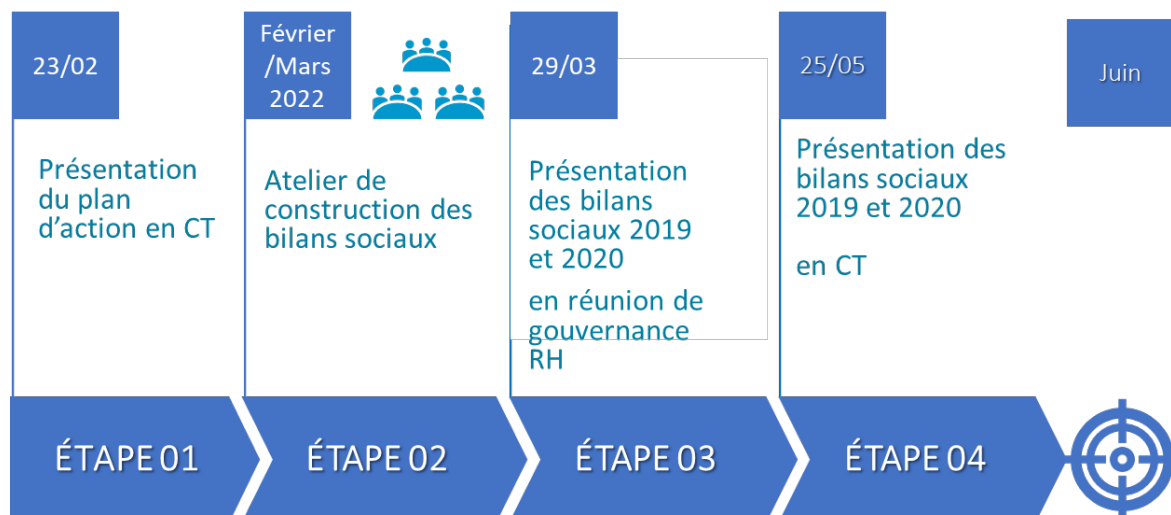 23/02
Présentation
du plan
d’action en CT
Février
/Mars
2022
Atelier de
construction des
bilans sociaux
29/03
Présentation
des bilans
sociaux 2019
et 2020
en réunion de
gouvernance
RH
25/05
Présentation des
bilans sociaux
2019 et 2020
en CT
Juin
ÉTAPE 01
ÉTAPE 02
ÉTAPE 03
ÉTAPE 04